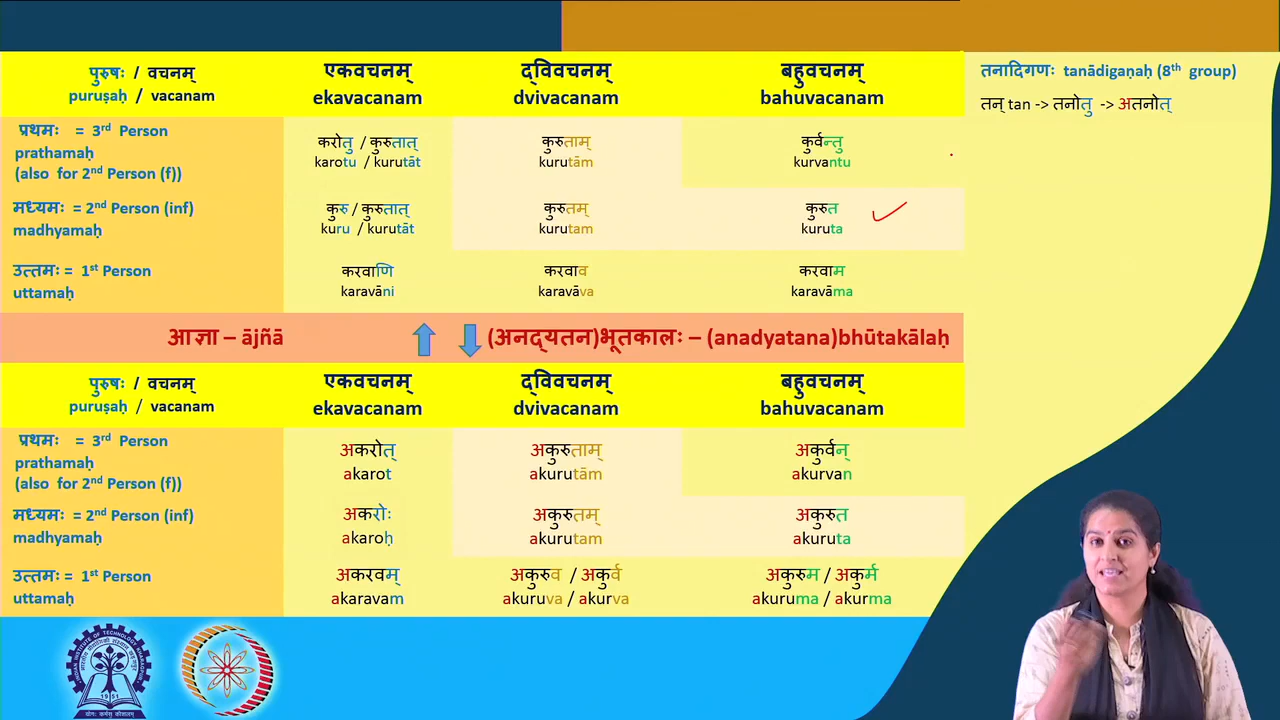 पुरुषः / वचनम्
puruṣaḥ / vacanam
एकवचनम्
ekavacanam
द्विवचनम्
dvivacanam
बहुवचनम्
bahuvacanam
प्रथमः = 3rd Person
prathamaḥ
(also for 2nd Person (f))
करोतु / कुरुतात्
karotu / kurutāt
कुरुताम्
kurutām
कुर्वन्तु
kurvantu
मध्यमः = 2nd Person (inf)
madhyamaḥ
कुरु / कुरुतात्
kuru / kurutāt
कुरुतम्
kurutam
कुरुत
kuruta
उत्तमः = 1st Person
uttamaḥ
करवाणि
karavāni
करवाव
karavāva
करवाम
karavāma
आज्ञा – ājñā
(अनद्यतन)भूतकालः – (anadyatana)bhūtakālaḥ
पुरुषः / वचनम्
puruṣaḥ / vacanam
एकवचनम्
ekavacanam
द्विवचनम्
dvivacanam
बहुवचनम्
bahuvacanam
प्रथमः = 3rd Person
prathamaḥ
(also for 2nd Person (f))
अकरोत्
akarot
अकुरुताम्
akurutām
अकुर्वन्
akurvan
मध्यमः = 2nd Person (inf)
madhyamaḥ
अकरोः
akaroḥ
अकुरुतम्
akurutam
अकुरुत
akuruta
उत्तमः = 1st Person
uttamaḥ
अकरवम्
akaravam
अकुरुव / अकुर्व
akuruva / akurva
अकुरुम / अकुर्म
akuruma / akurma
तनादिगणः tanādigaṇaḥ (8th group)
तन् tan -> तनोतु -> अतनोत्
1951